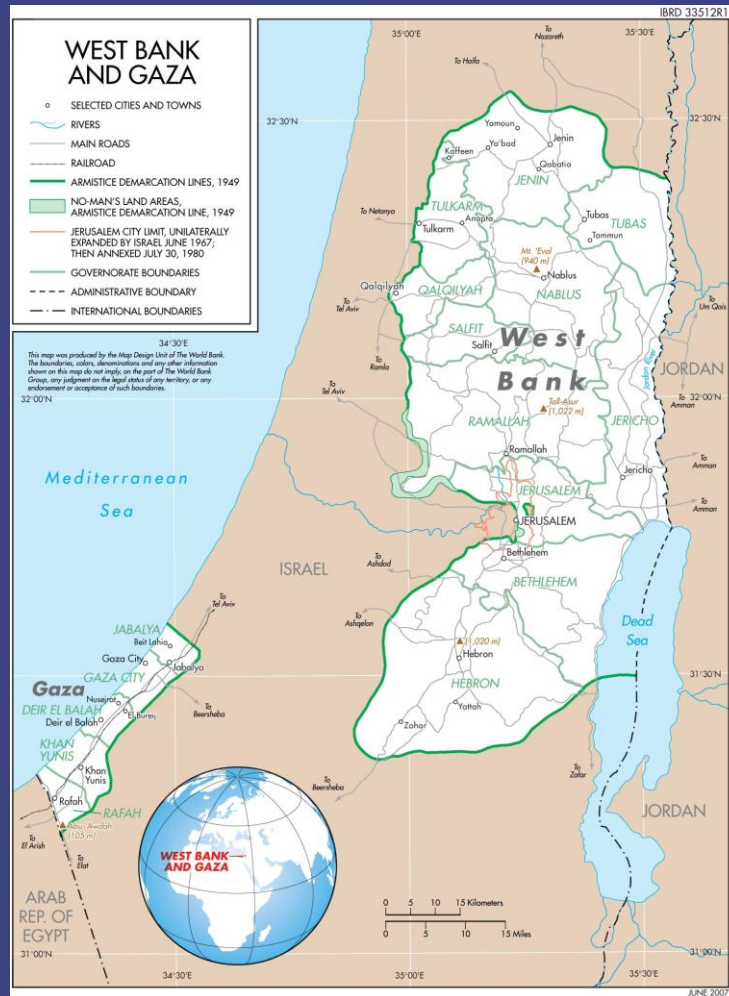 IBRD 33512R1
WEST BANK
AND GAZA
SELECTED CITIES AND TOWNS
RIVERS
MAIN ROADS
RAILROAD
ARMISTICE DEMARCATION LINES, 1949
NO-MAN'S LAND AREAS,
ARMISTICE DEMARCATION LINE, 1949
JERUSALEM CITY LIMIT, UNILATERALLY
EXPANDED BY ISRAEL JUNE 1967;
THEN ANNEXED JULY 30, 1980
GOVERNORATE BOUNDARIES
ADMINISTRATIVE BOUNDARY
INTERNATIONAL BOUNDARIES
This map was produced by the Map Design Unit of The World Bank.
The boundaries, colors, denominations and any other information
shown on this map do not imply, on the part of The World Bank
Group, any judgment on the legal status of any territory, or any
endorsement or acceptance of such boundaries.
35°00'E
35°30'E
To
Nazareth
To Haifa
32°30'N
32°30'N
Yamoun
Jenin
Ya'bad
Kaffeen
Qabatia
JENIN
To
Netanya
TULKARM
Anabta
Tulkarm
Tubas
TUBAS
Tammun
Mt. 'Eval
(940 m)
Nablus
Qalqilyah
QALQILYAH
NABLUS
To
Tel Aviv
To
Um Qais
SALFIT
Salfit
West
Bank
To
Ramla
Jordan River
JORDAN
34°30'E
To
Tel Aviv
32°00'N
32°00'N
Tall-Asur
(1,022 m)
To
Amman
RAMALLAH
JERICHO
Ramallah
To
Amman
Jericho
JERUSALEM
To
Amman
JERUSALEM
Mediterranean
Sea
Bethlehem
To
Ashdod
ISRAEL
BETHLEHEM
To
Tel Aviv
To
Ashqelon
Dead
Sea
JABALYA
Beit Lahia
(1,020 m)
Gaza City
Jabalya
Hebron
GAZA CITY
31°30'N
31°30'N
Gaza
HEBRON
Nuseirat
DEIR EL BALAH
El Bureij
To
Beersheba
Yattah
Deir el Balah
Zohar
KHAN
YUNIS
To
Zofar
Khan
Yunis
To
Beersheba
Rafah
RAFAH
JORDAN
Abu-'Awdah
(105 m)
To
El Arish
To
Elat
WEST BANK
AND GAZA
ARAB
REP. OF
EGYPT
0 5 10 15 Kilometers
0 5 10 15 Miles
31°00'N
31°00'N
34°30'E
35°00'E
35°30'E
JUNE 2007